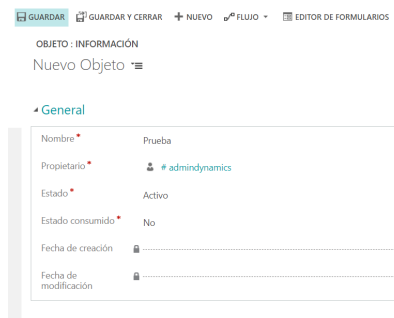 GUARDAR GUARDAR Y CERRAR + NUEVO FLUJO EDITOR DE FORMULARIOS
OBJETO : INFORMACIÓN
Nuevo Objeto
General
Nombre * Prueba
Propietario * # admindynamics
Estado * Activo
Estado consumido * No
Fecha de creación
Fecha de
modificación